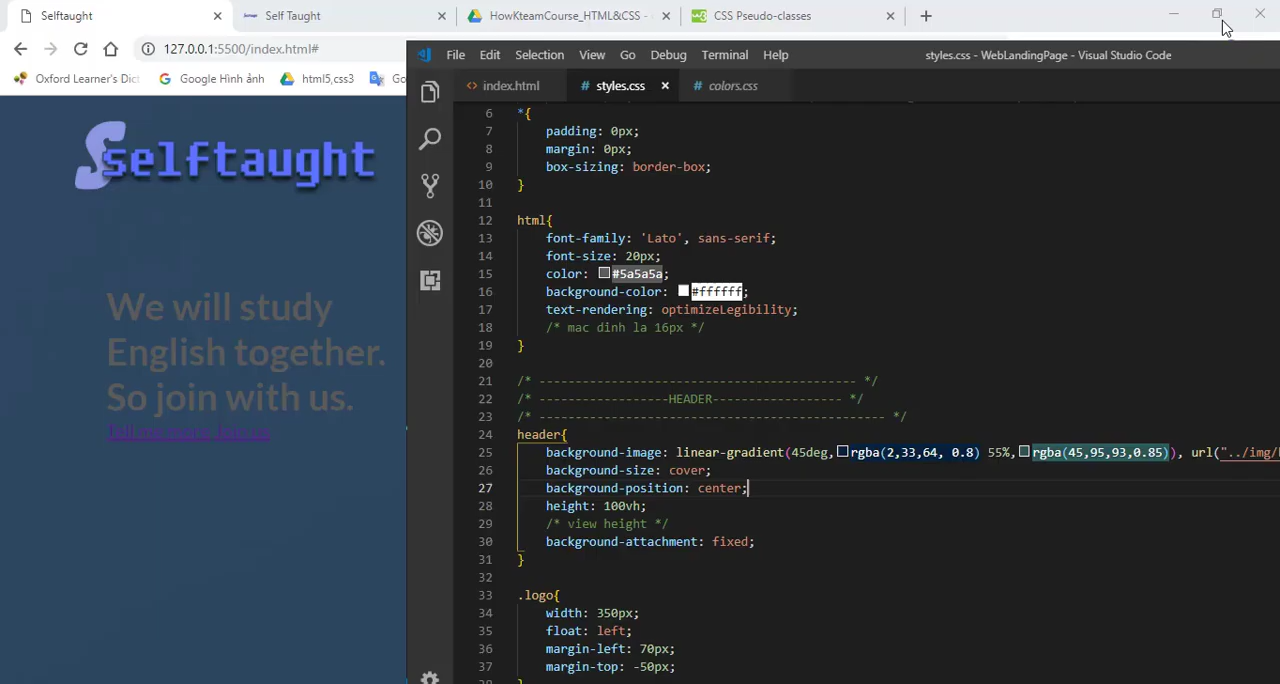 Selftaught
Self Taught
HowKteamCourse_HTML&CSS -
CSS Pseudo-classes
127.0.0.1:5500/index.html#
Oxford Learner's Dic
Google Hình ảnh
html5,css3
Go
selftaught
We will study
English together.
So join with us.
File Edit Selection View Go Debug Terminal Help
styles.css - WebLandingPage - Visual Studio Code
index.html
# styles.css
# colors.css
6 *{
7 padding: 0px;
8 margin: 0px;
9 box-sizing: border-box;
10 }
11
12 html{
13 font-family: 'Lato', sans-serif;
14 font-size: 20px;
15 color: #5a5a5a;
16 background-color: #ffffff;
17 text-rendering: optimizeLegibility;
18 /* mac dinh la 16px */
19 }
20
21 /* ------------------------------------------- */
22 /* ------------------HEADER------------------ */
23 /* ----------------------------------------------- */
24 header{
25 background-image: linear-gradient(45deg,rgba(2,33,64, 0.8) 55%,rgba(45,95,93,0.85)), url("../img/
26 background-size: cover;
27 background-position: center;
28 height: 100vh;
29 /* view height */
30 background-attachment: fixed;
31 }
32
33 .logo{
34 width: 350px;
35 float: left;
36 margin-left: 70px;
37 margin-top: -50px;
38 }